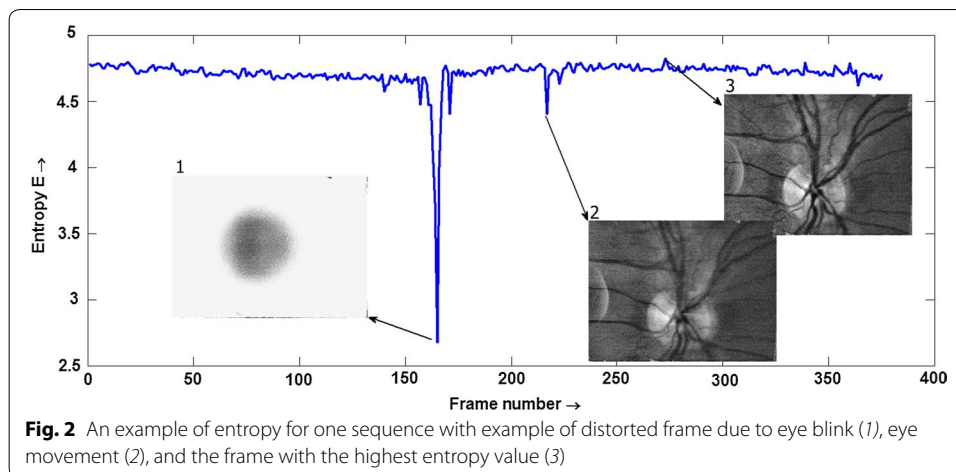 5
4.5
4
3.5
3
2.5
Entropy E →
0 50 100 150 200 250 300 350 400
Frame number →
1
2
3
Fig. 2 An example of entropy for one sequence with example of distorted frame due to eye blink (1), eye
movement (2), and the frame with the highest entropy value (3)